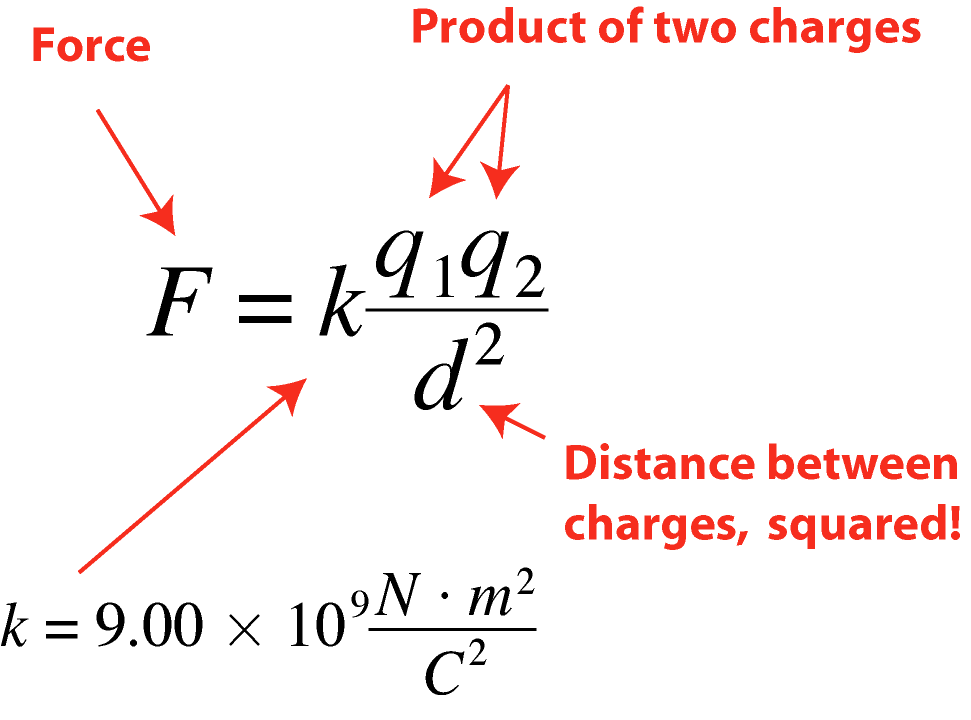 Force
Product of two charges
F = k q₁q₂ / d²
Distance between
charges, squared!
k = 9.00 × 10⁹ N · m² / C²